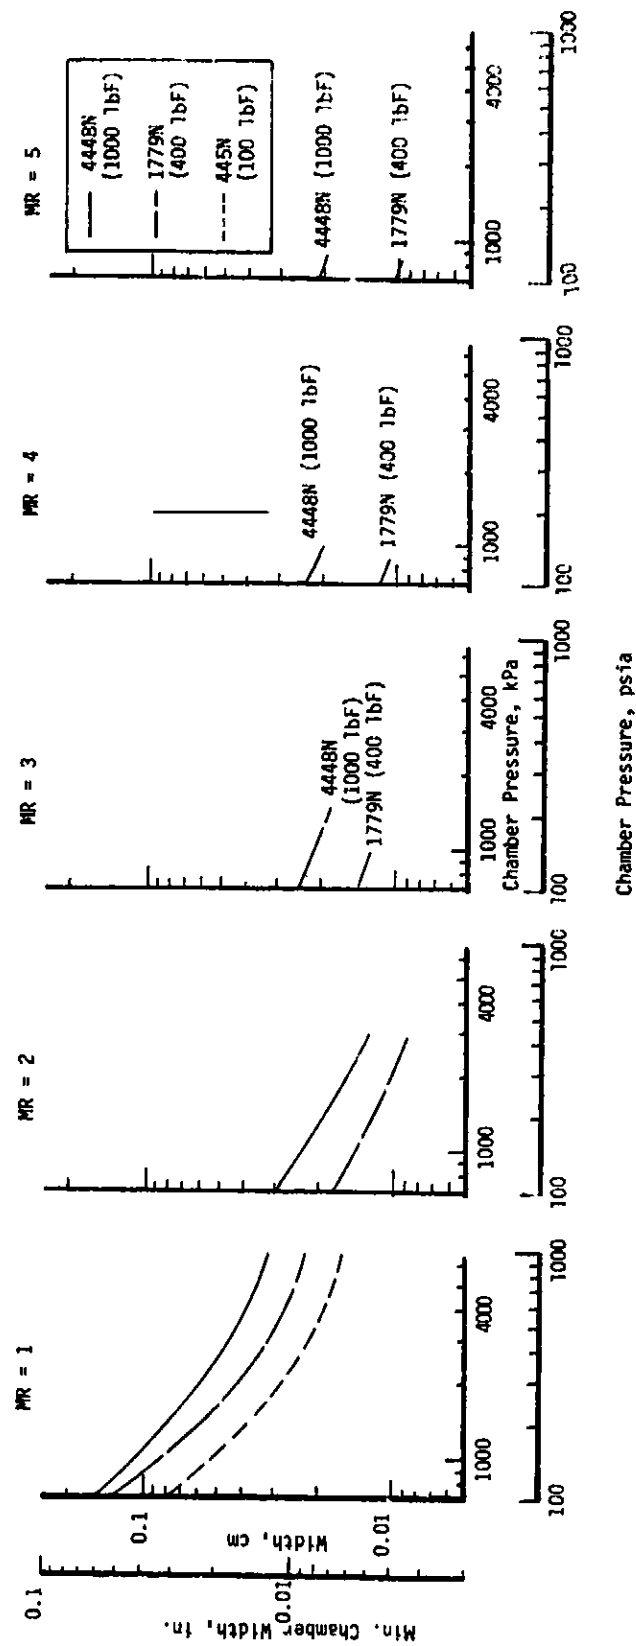 MR = 1
MR = 2
MR = 3
MR = 4
MR = 5
4448N
(1000 lbF)
1779N
(400 lbF)
445N
(100 lbF)
4448N
(1000 lbF)
1779N (400 lbF)
4448N (1000 lbF)
1779N (400 lbF)
4448N (1000 lbF)
1779N (400 lbF)
Min. Chamber Width, in.
0.1
0.01
Width, cm
0.1
0.01
1000
4000
1000
4000
1000
4000
1000
4000
1000
4000
Chamber Pressure, kPa
100
1000
100
1000
100
1000
100
1000
100
1000
Chamber Pressure, psia